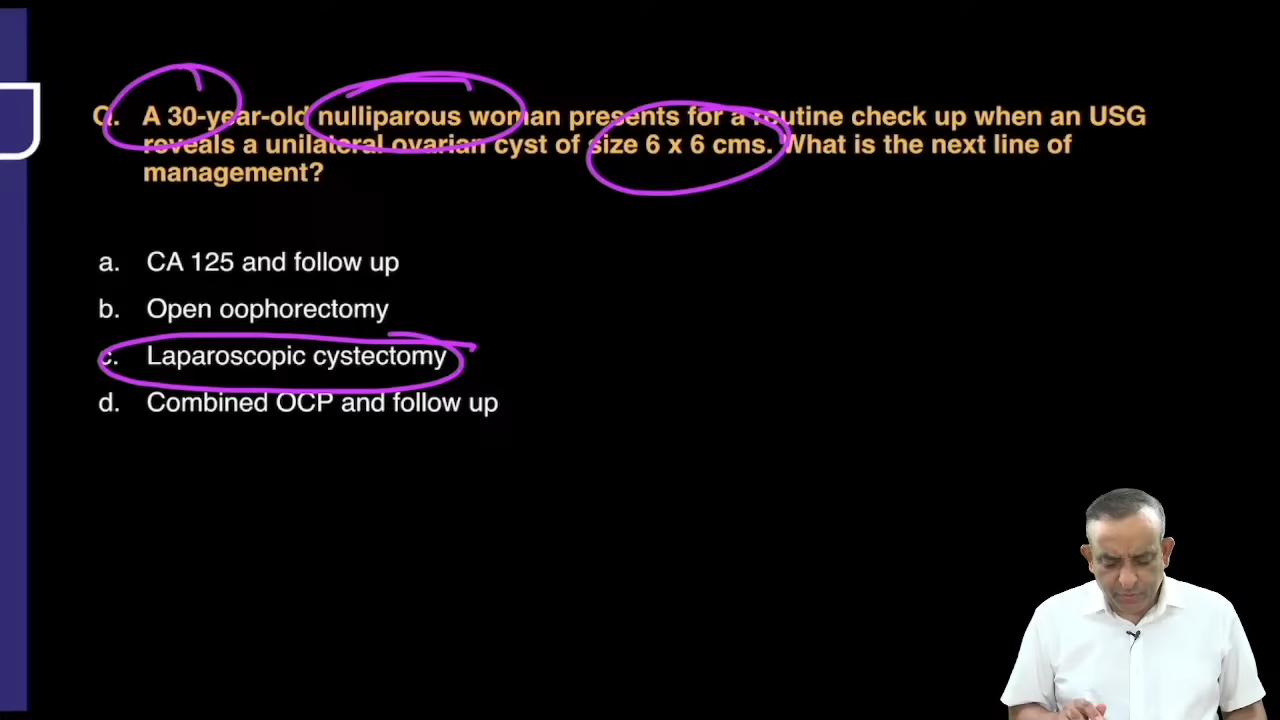 Q. A 30-year-old nulliparous woman presents for a routine check up when an USG
reveals a unilateral ovarian cyst of size 6 x 6 cms. What is the next line of
management?
a. CA 125 and follow up
b. Open oophorectomy
c. Laparoscopic cystectomy
d. Combined OCP and follow up